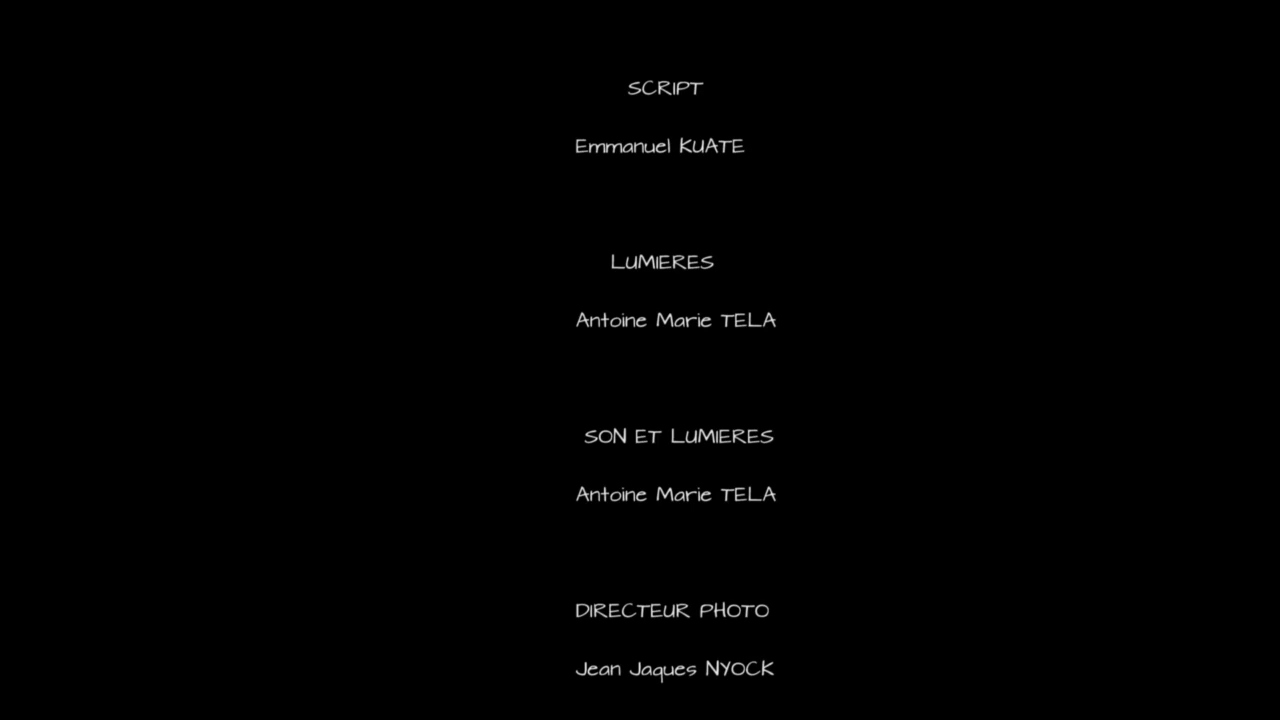 SCRIPT
Emmanuel KUATE
LUMIERES
Antoine Marie TELA
SON ET LUMIERES
Antoine Marie TELA
DIRECTEUR PHOTO
Jean Jaques NYOCK